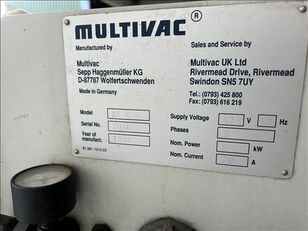 MULTIVAC ®
Manufactured by
Sales and Service by
Multivac
Sepp Haggenmüller KG
D-87787 Wolfertschwenden
Made in Germany
Multivac UK Ltd
Rivermead Drive, Rivermead
Swindon SN5 7UY
Tel: (0793) 425 800
Fax: (0793) 616 219
Model
Serial No.
Year of
manufact.
Supply Voltage V Hz
Phases
Nom. Power kW
Nom. Current A